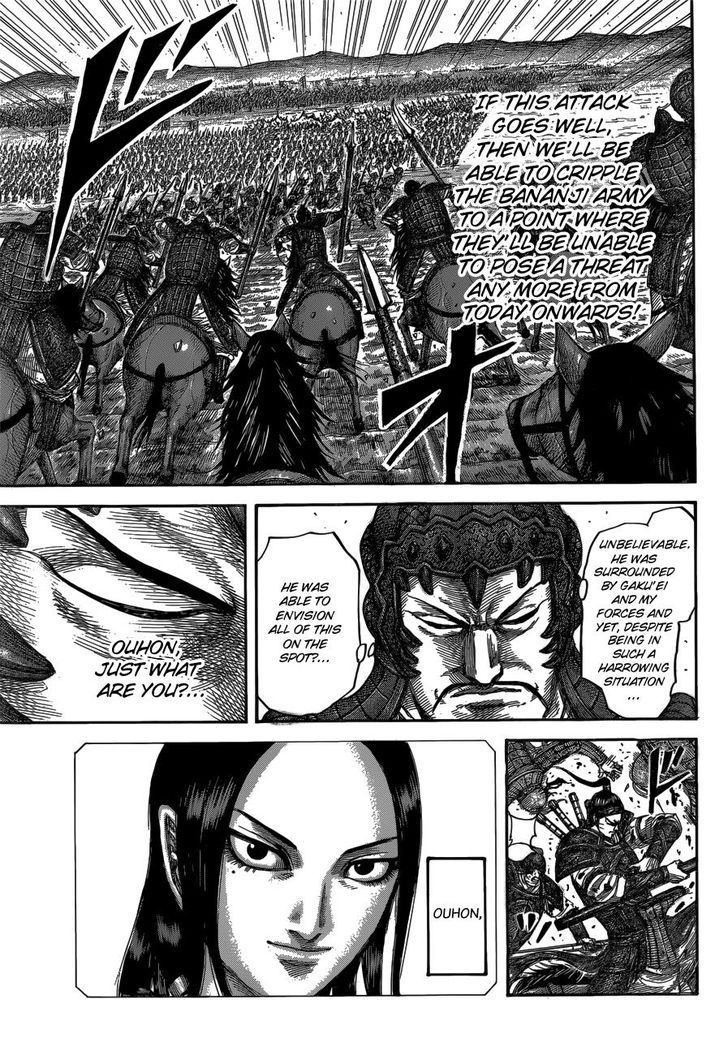 IF THIS ATTACK
GOES WELL,
THEN WE'LL BE
ABLE TO CRIPPLE
THE BANANJI ARMY
TO A POINT WHERE
THEY'LL BE UNABLE
TO POSE A THREAT
ANY MORE FROM
TODAY ONWARDS!
UNBELIEVABLE.
HE WAS
SURROUNDED
BY GAKU'EI
AND MY
FORCES AND
YET, DESPITE
BEING IN
SUCH A
HARROWING
SITUATION
...
HE WAS
ABLE TO
ENVISION
ALL OF THIS
ON THE
SPOT?...
OUHON,
JUST WHAT
ARE YOU?...
OUHON,